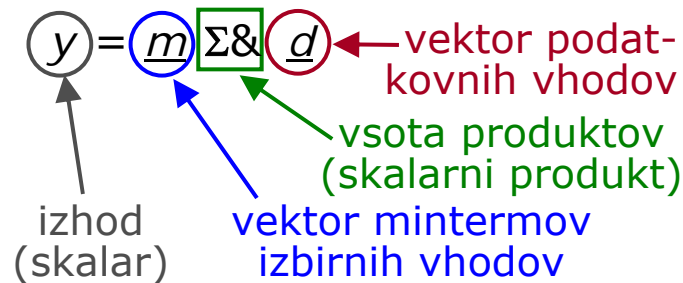 y = m Σ& d
vektor podat-
kovnih vhodov
vsota produktov
(skalarni produkt)
izhod
(skalar)
vektor mintermov
izbirnih vhodov